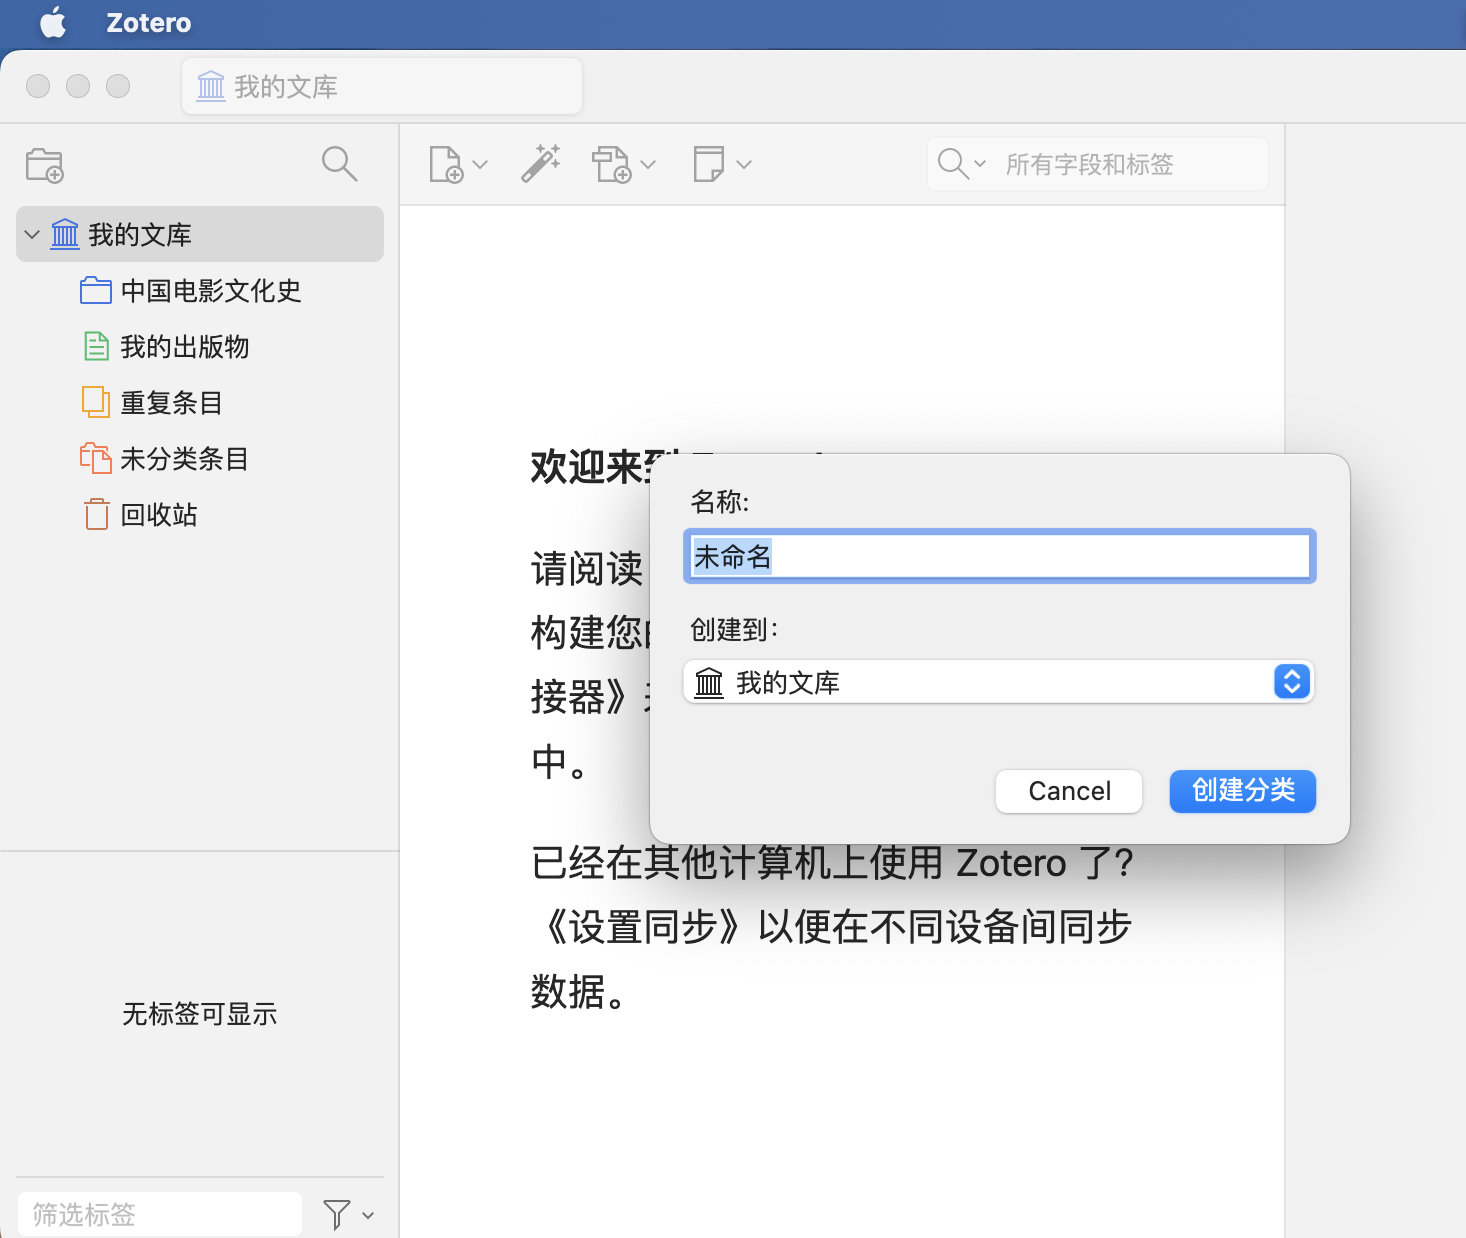 Zotero
我的文库
所有字段和标签
我的文库
中国电影文化史
我的出版物
重复条目
未分类条目
回收站
欢迎来到
请阅读
构建您的
接器》
中。
名称:
未命名
创建到：
我的文库
Cancel
创建分类
已经在其他计算机上使用 Zotero 了？
《设置同步》以便在不同设备间同步
数据。
无标签可显示
筛选标签